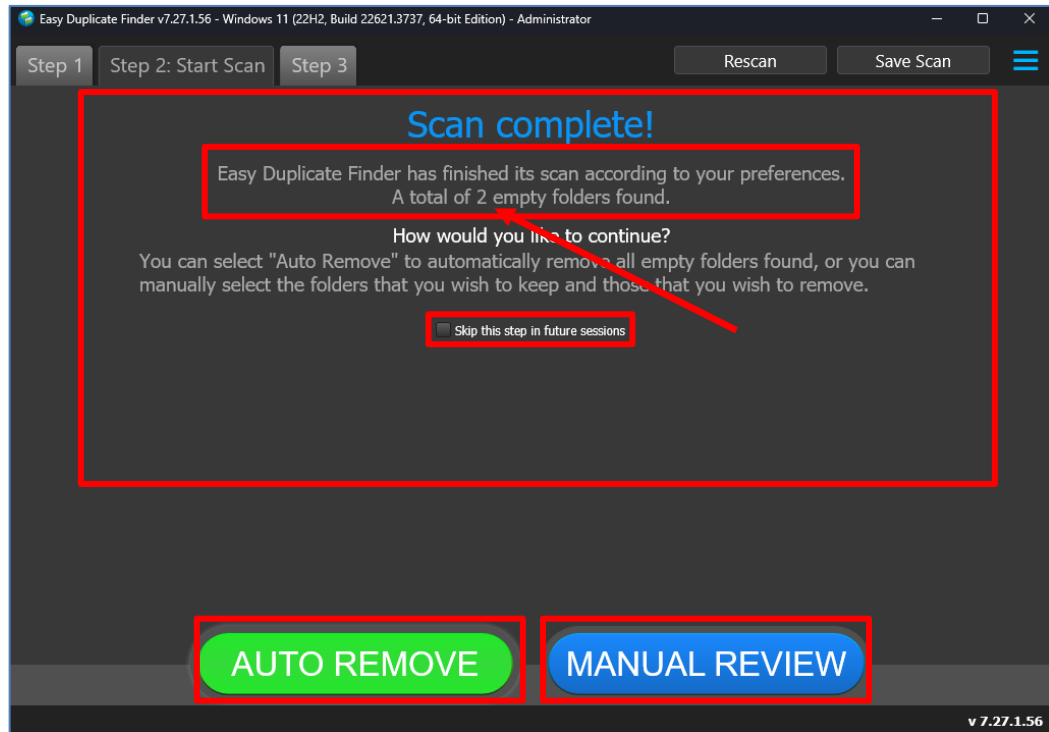 Easy Duplicate Finder v7.27.1.56 - Windows 11 (22H2, Build 22621.3737, 64-bit Edition) - Administrator
Step 1
Step 2: Start Scan
Step 3
Rescan
Save Scan
Scan complete!
Easy Duplicate Finder has finished its scan according to your preferences.
A total of 2 empty folders found.
How would you like to continue?
You can select "Auto Remove" to automatically remove all empty folders found, or you can
manually select the folders that you wish to keep and those that you wish to remove.
Skip this step in future sessions
AUTO REMOVE
MANUAL REVIEW
v 7.27.1.56